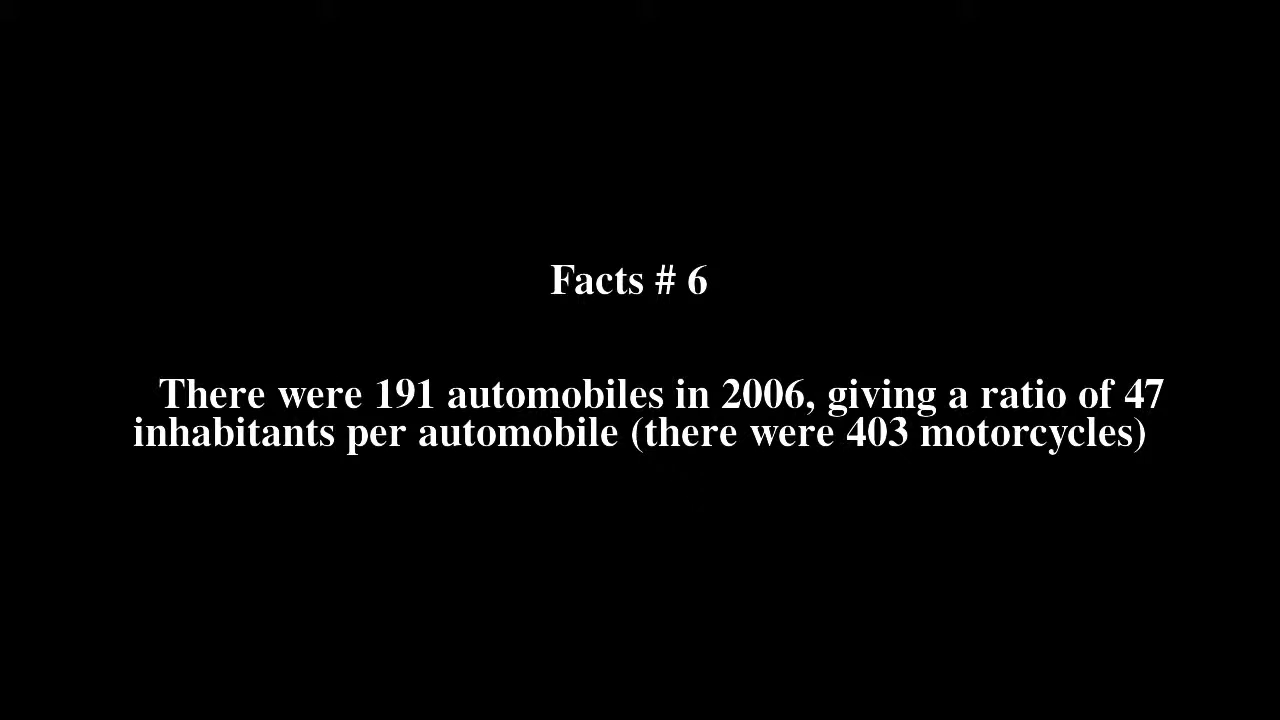 Facts # 6
There were 191 automobiles in 2006, giving a ratio of 47
inhabitants per automobile (there were 403 motorcycles)